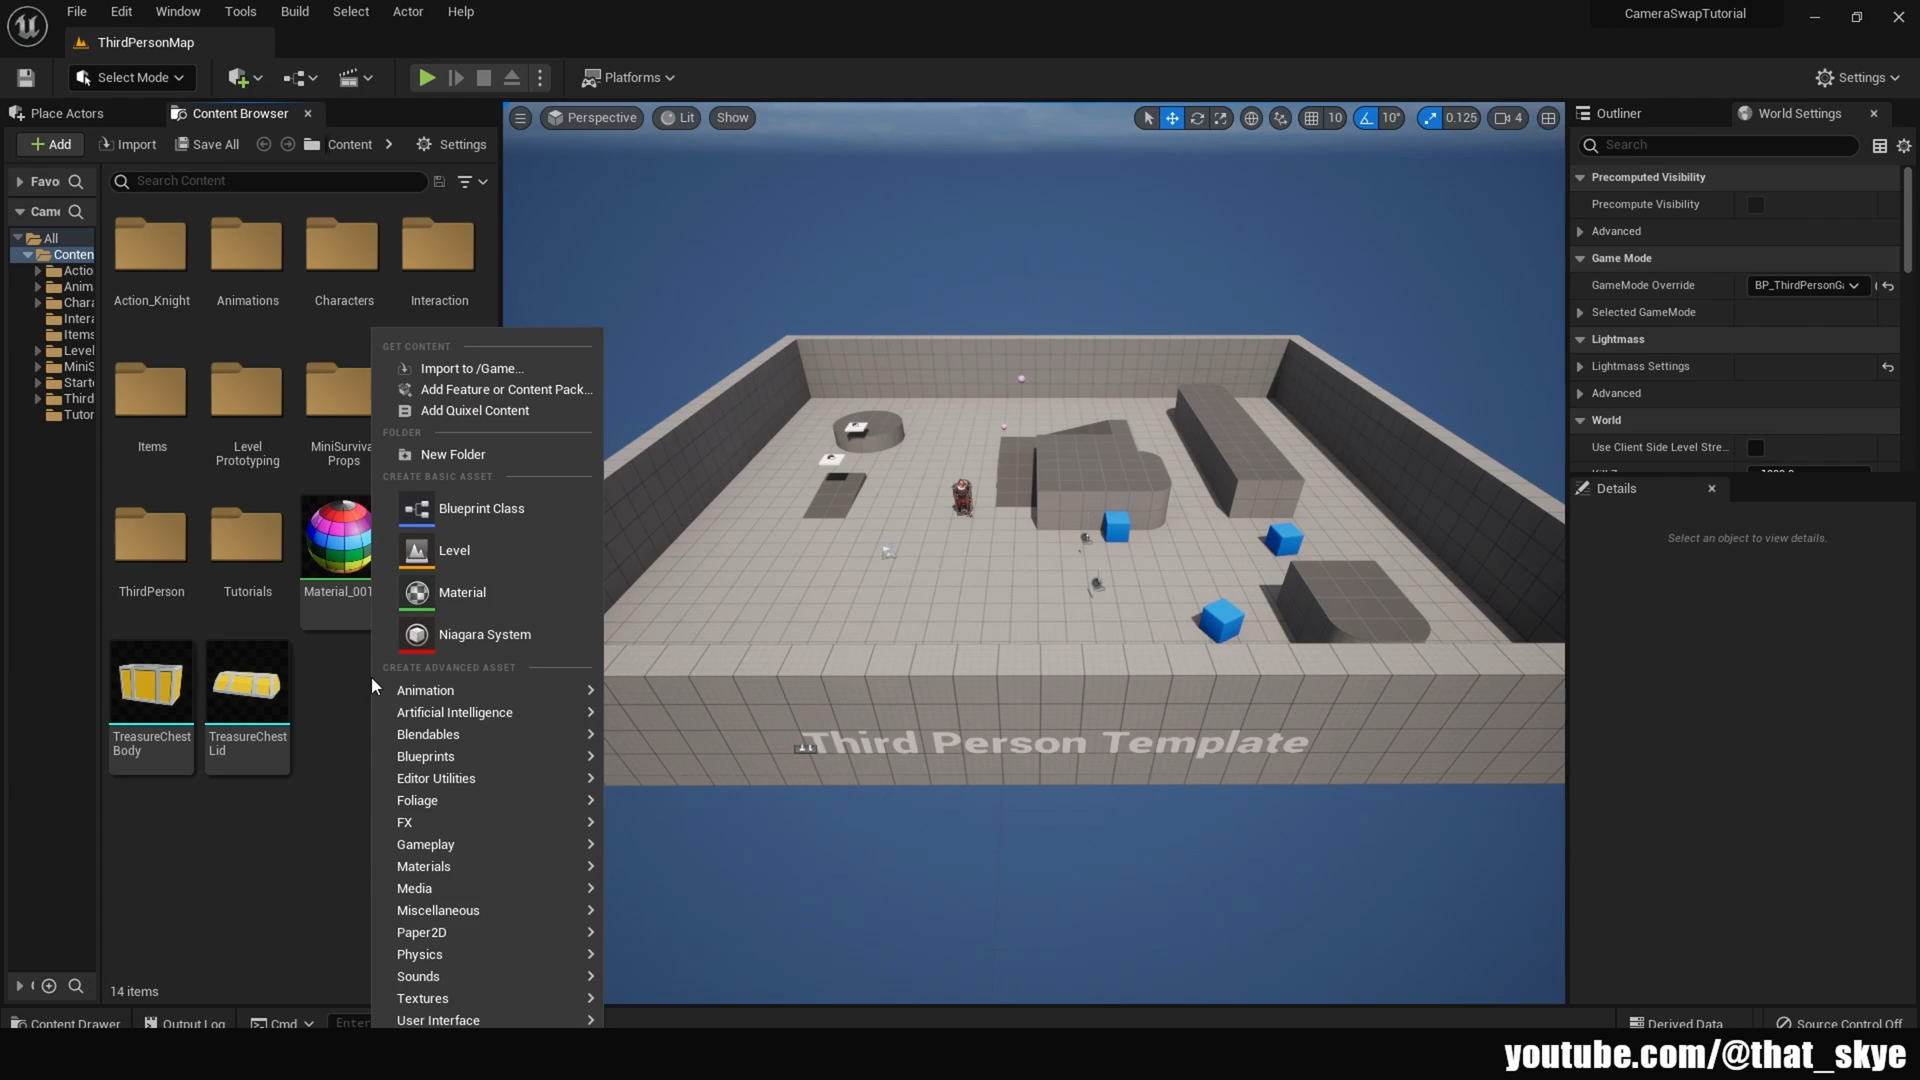 File Edit Window Tools Build Select Actor Help
CameraSwapTutorial
ThirdPersonMap
Select Mode
Platforms
Settings
Place Actors
Content Browser
Add
Import
Save All
Content
Settings
Favo
Search Content
Came
All
Conten
Actio
Anim
Chara
Intera
Items
Level
MiniS
Starte
Third
Tutor
Action_Knight
Animations
Characters
Interaction
Items
Level
Prototyping
MiniSurviva
Props
ThirdPerson
Tutorials
Material_001
TreasureChest
Body
TreasureChest
Lid
14 items
GET CONTENT
Import to /Game...
Add Feature or Content Pack...
Add Quixel Content
FOLDER
New Folder
CREATE BASIC ASSET
Blueprint Class
Level
Material
Niagara System
CREATE ADVANCED ASSET
Animation
Artificial Intelligence
Blendables
Blueprints
Editor Utilities
Foliage
FX
Gameplay
Materials
Media
Miscellaneous
Paper2D
Physics
Sounds
Textures
User Interface
Perspective
Lit
Show
10
10°
0.125
4
Third Person Template
Outliner
World Settings
Search
Precomputed Visibility
Precompute Visibility
Advanced
Game Mode
GameMode Override
BP_ThirdPersonGa
Selected GameMode
Lightmass
Lightmass Settings
Advanced
World
Use Client Side Level Stre...
Details
Select an object to view details.
Content Drawer
Output Log
Cmd
Enter
Derived Data
Source Control Off
youtube.com/@that_skye